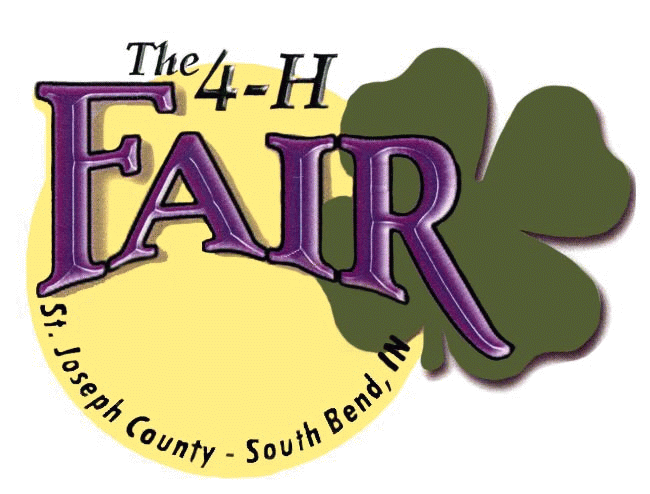 The 4-H
FAIR
St. Joseph County - South Bend, IN